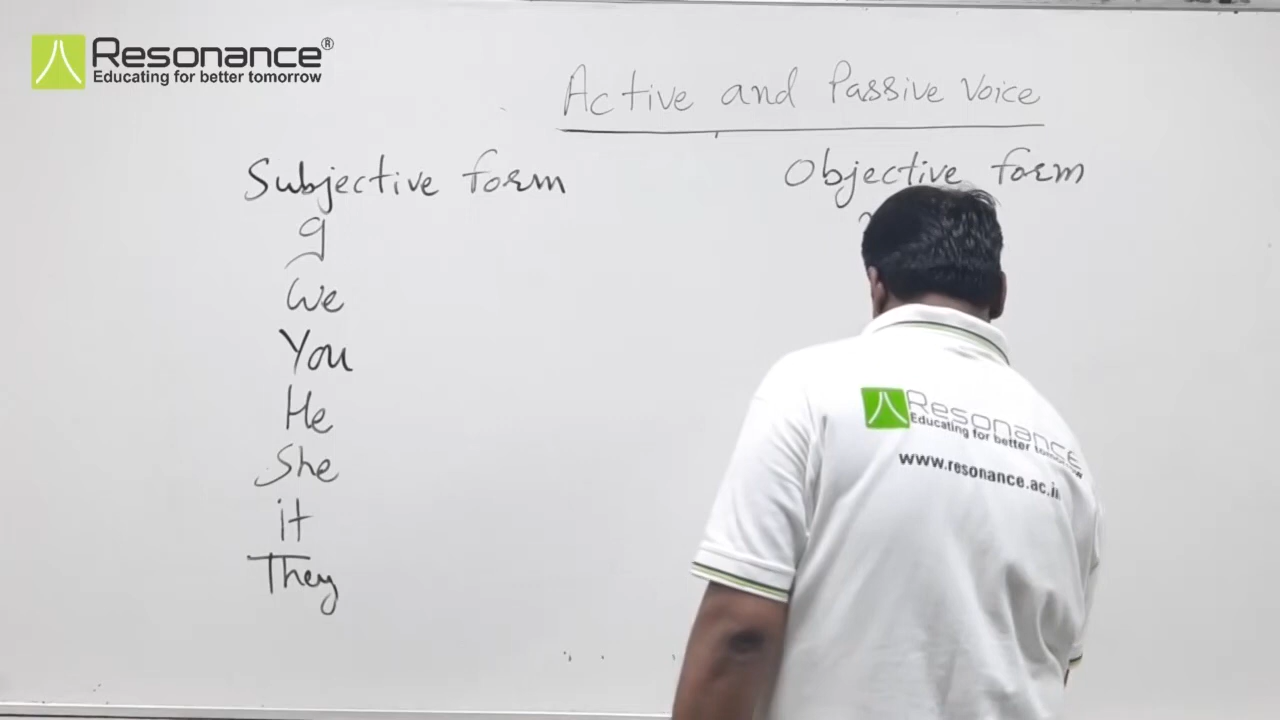 Resonance®
Educating for better tomorrow
Active and Passive Voice
Subjective form
Objective form
I
We
You
He
She
it
They
Resonance
Educating for better tomorrow
www.resonance.ac.in